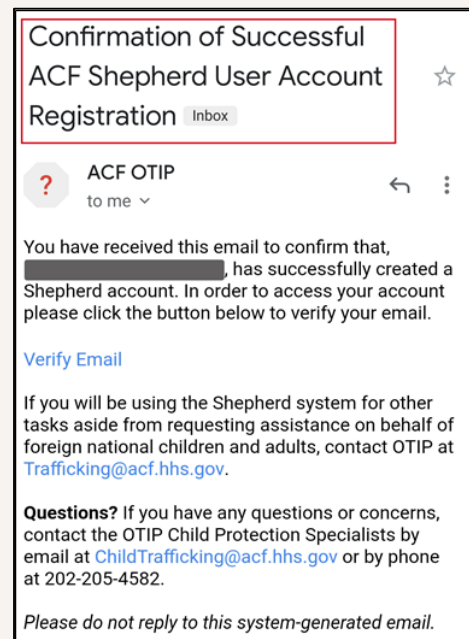 Confirmation of Successful
ACF Shepherd User Account
Registration Inbox
?
ACF OTIP
to me
You have received this email to confirm that,
, has successfully created a
Shepherd account. In order to access your account
please click the button below to verify your email.
Verify Email
If you will be using the Shepherd system for other
tasks aside from requesting assistance on behalf of
foreign national children and adults, contact OTIP at
Trafficking@acf.hhs.gov.
Questions? If you have any questions or concerns,
contact the OTIP Child Protection Specialists by
email at ChildTrafficking@acf.hhs.gov or by phone
at 202-205-4582.
Please do not reply to this system-generated email.